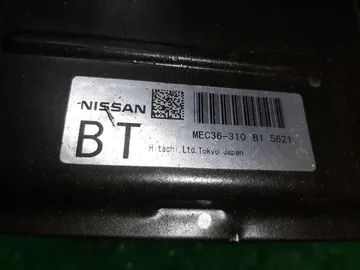 NISSAN
BT
MEC36-310 B1 5621
Hitachi,Ltd.Tokyo Japan